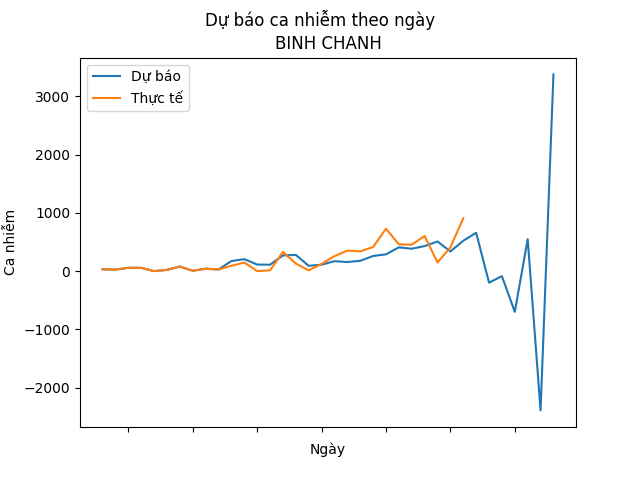 Dự báo ca nhiễm theo ngày
BINH CHANH
Dự báo
Thực tế
3000
2000
1000
0
−1000
−2000
Ca nhiễm
Ngày